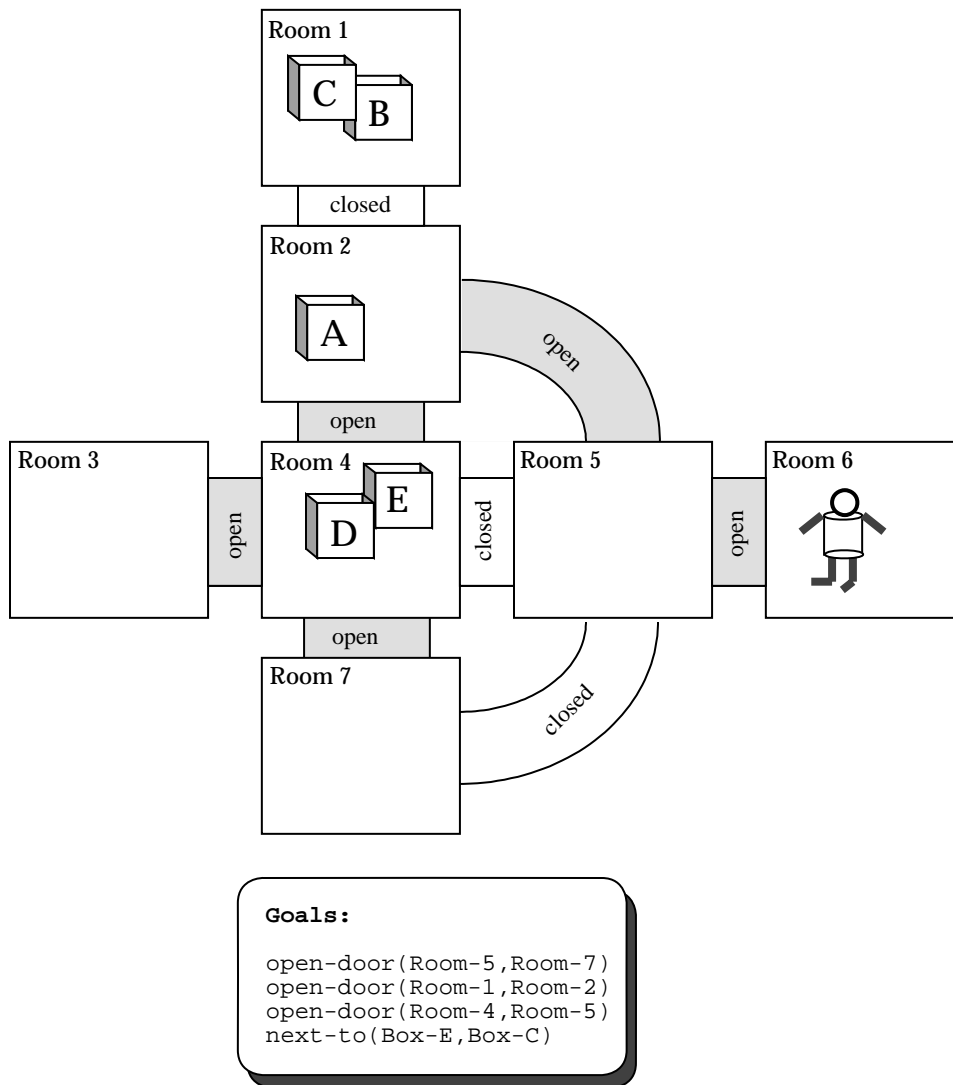 Room 1
C
B
closed
Room 2
A
open
open
Room 3
Room 4
Room 5
Room 6
E
D
open
closed
open
open
Room 7
closed
Goals:
open-door(Room-5,Room-7)
open-door(Room-1,Room-2)
open-door(Room-4,Room-5)
next-to(Box-E,Box-C)